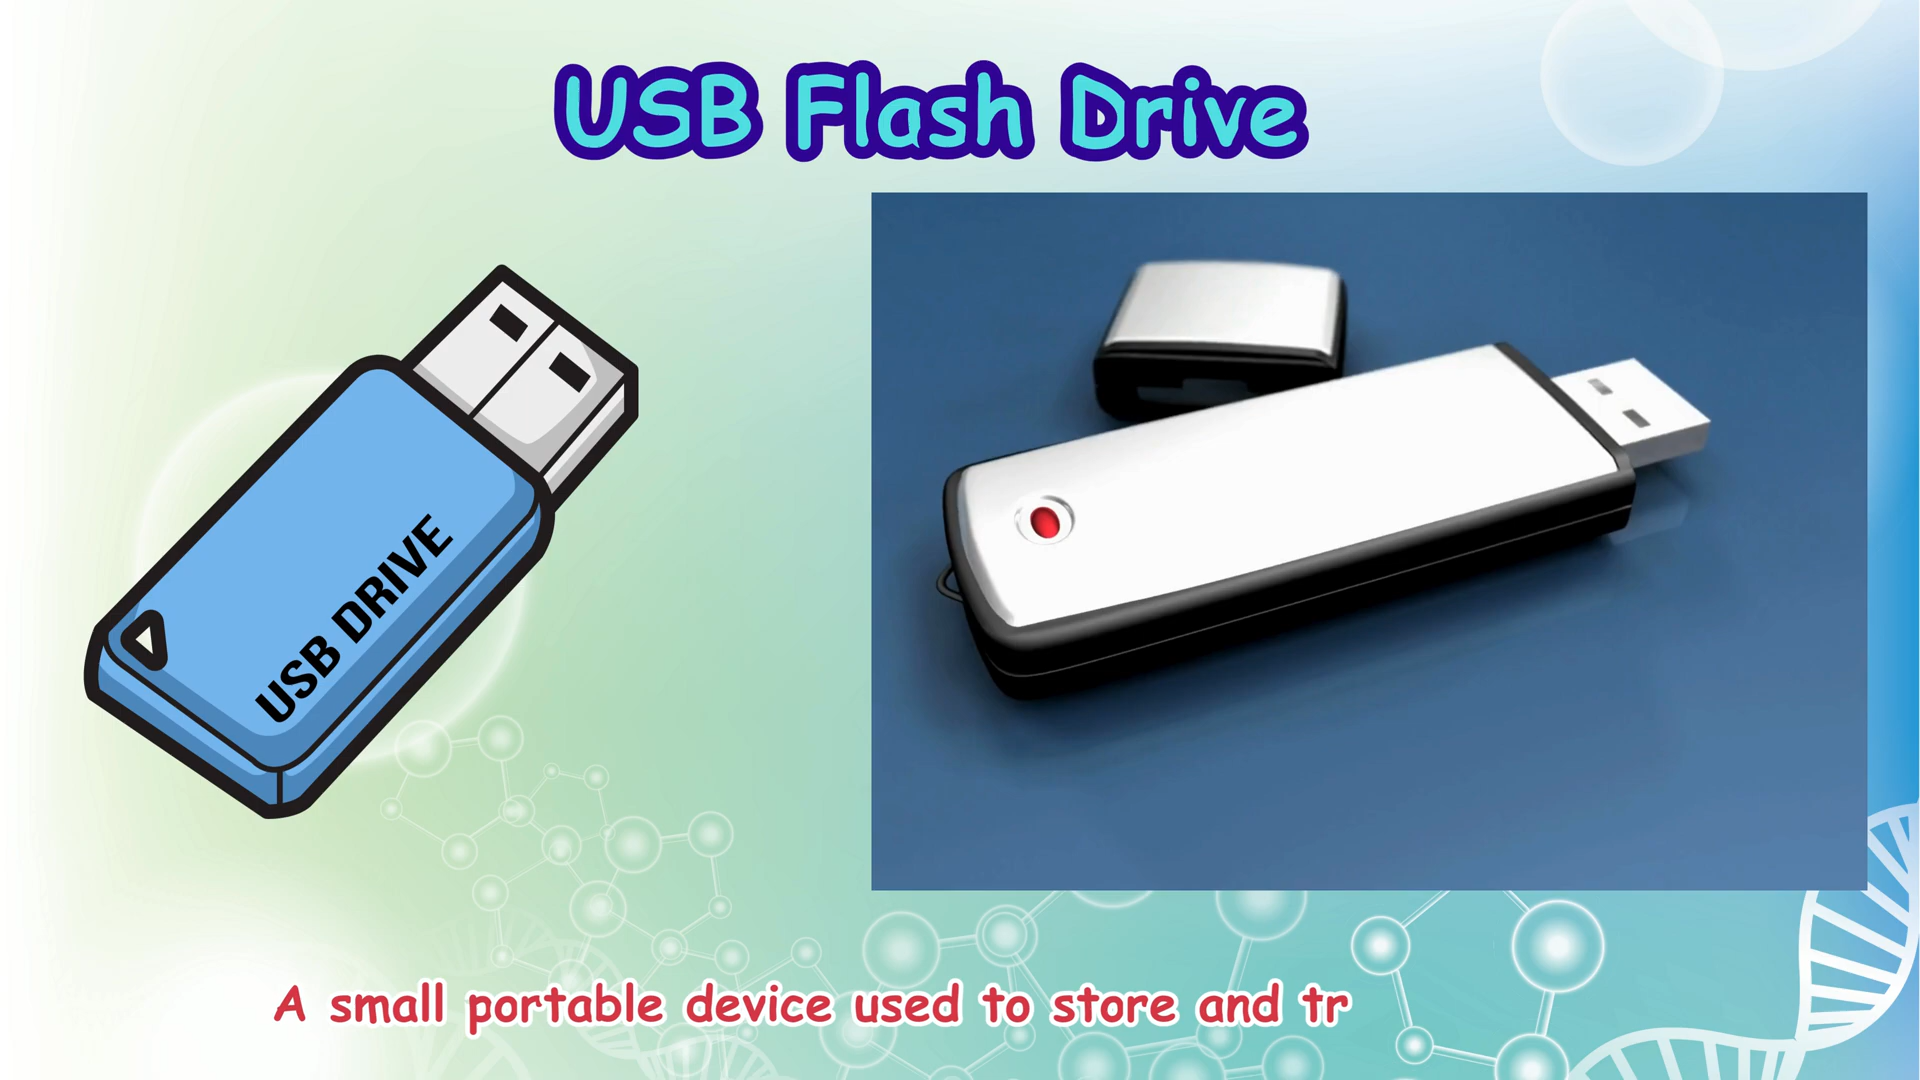 USB Flash Drive
USB DRIVE
A small portable device used to store and tr